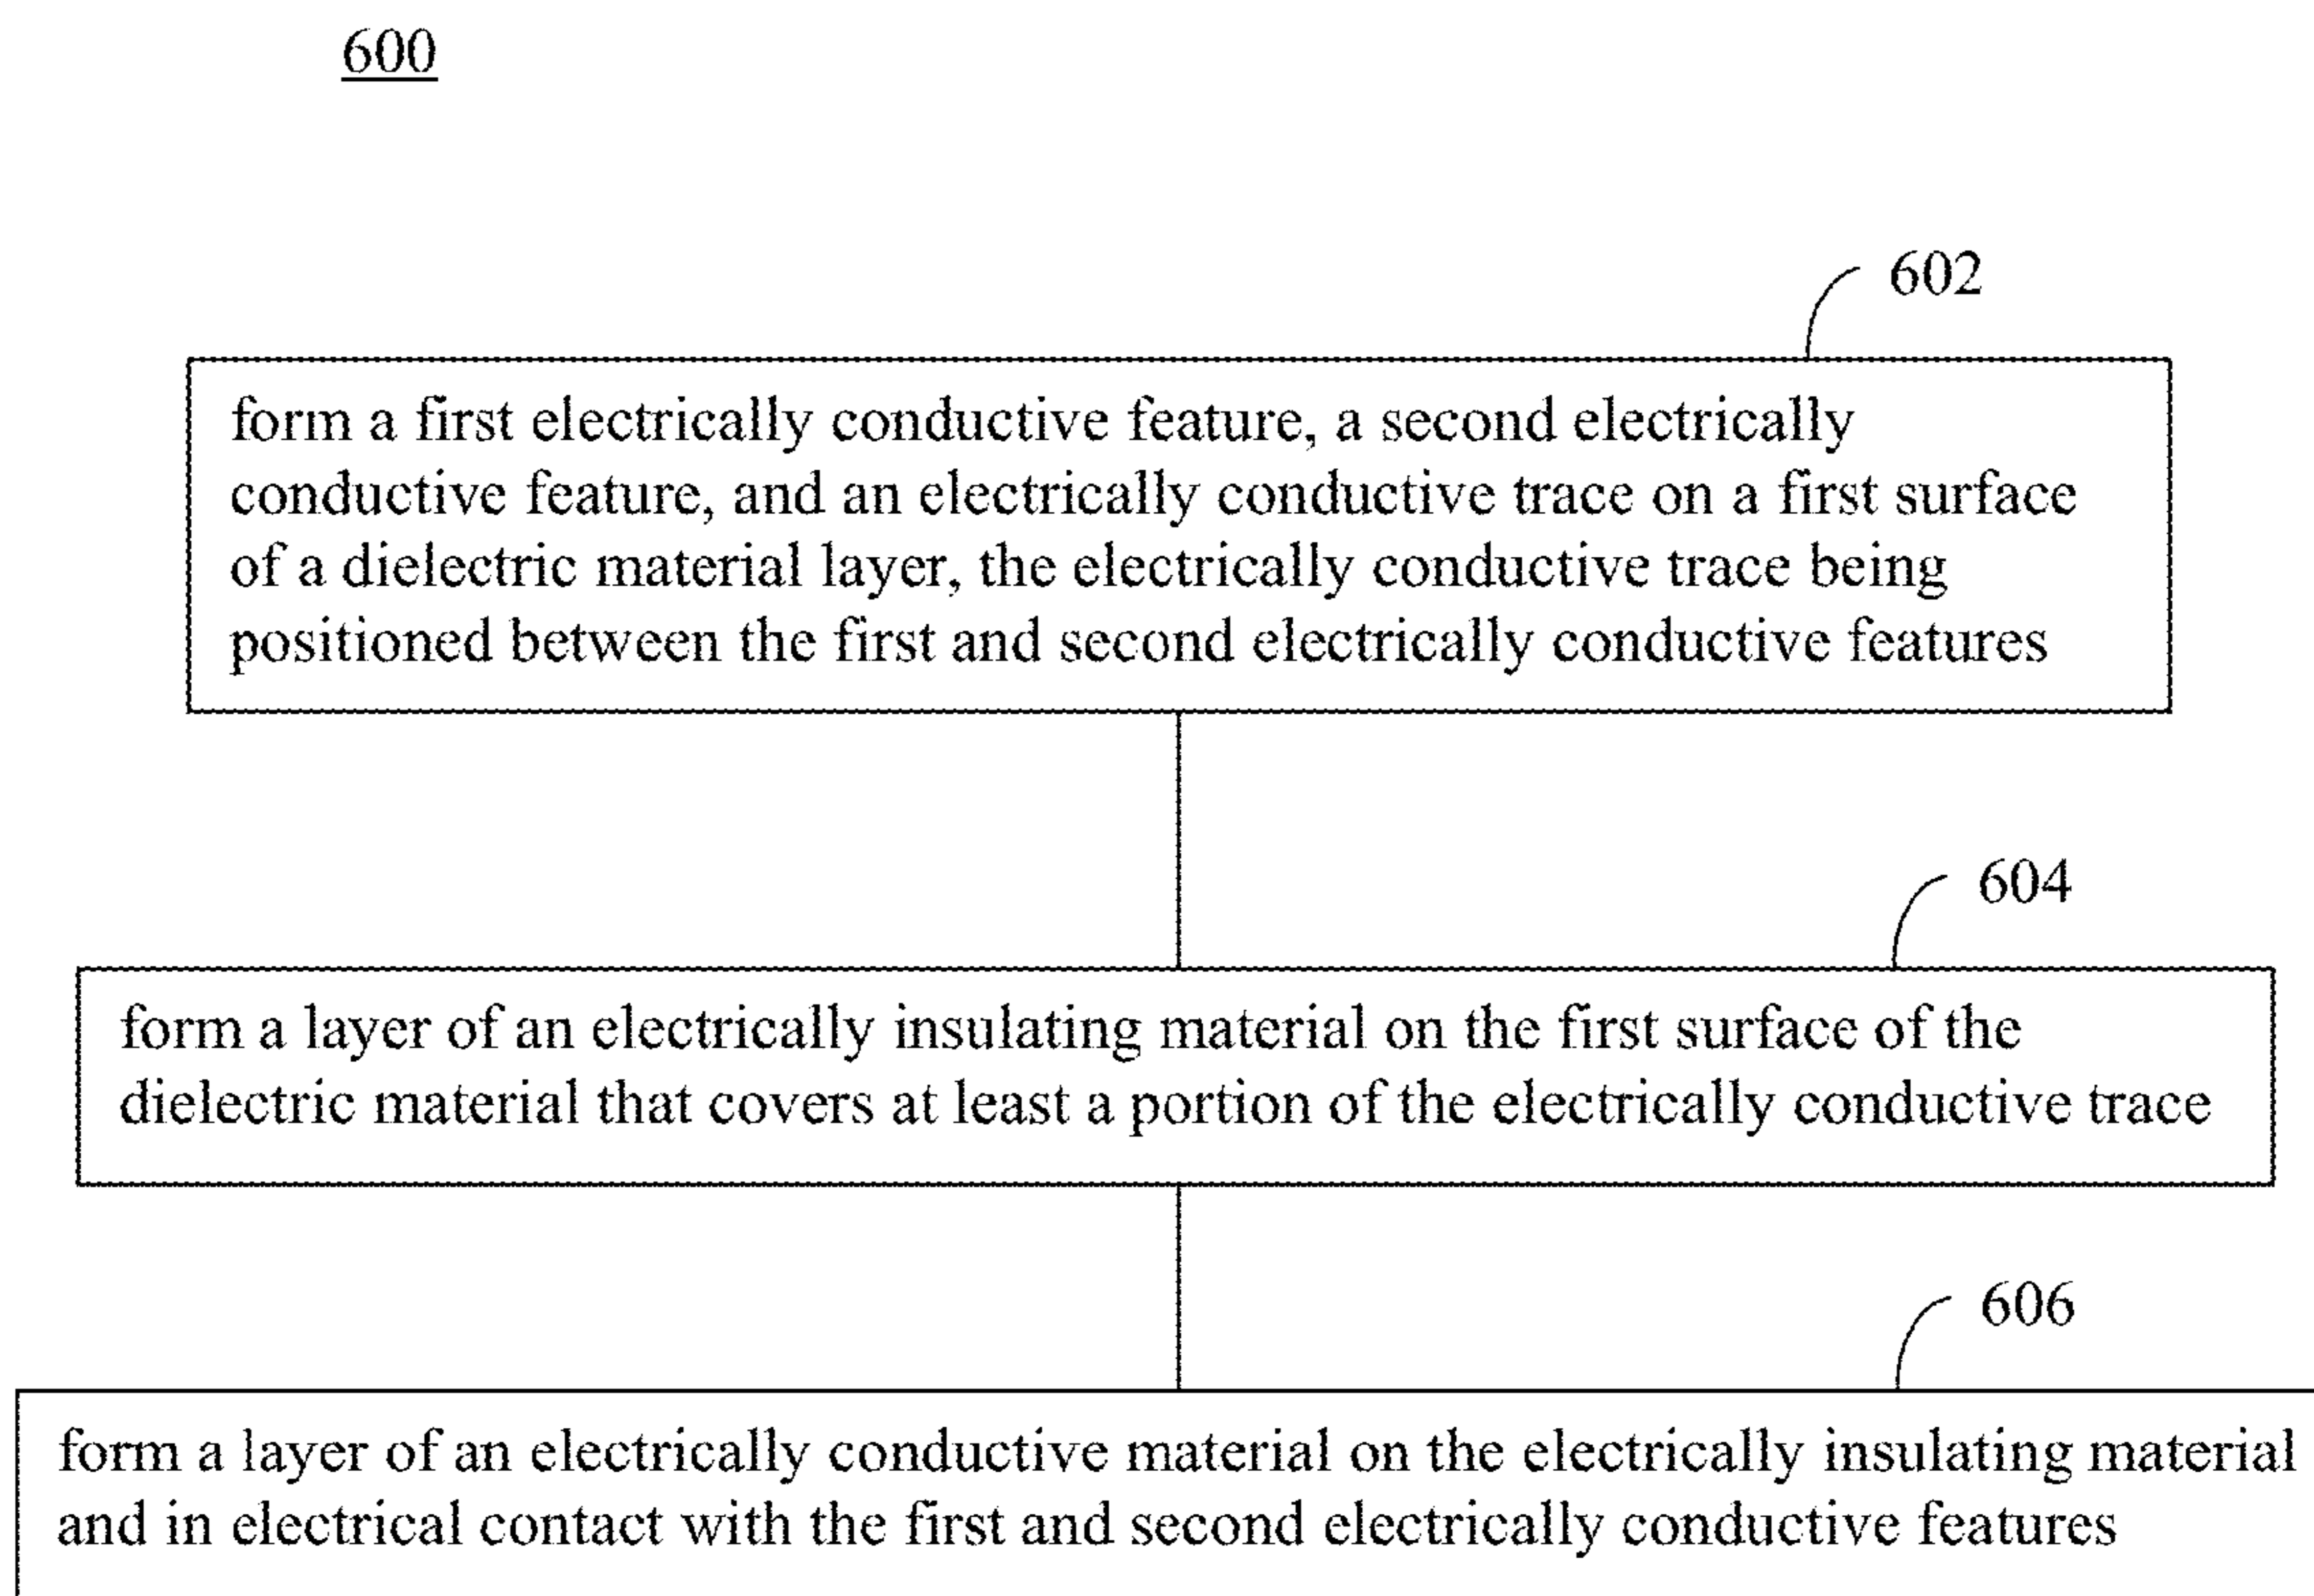 600
602
form a first electrically conductive feature, a second electrically
conductive feature, and an electrically conductive trace on a first surface
of a dielectric material layer, the electrically conductive trace being
positioned between the first and second electrically conductive features
604
form a layer of an electrically insulating material on the first surface of the
dielectric material that covers at least a portion of the electrically conductive trace
606
form a layer of an electrically conductive material on the electrically insulating material
and in electrical contact with the first and second electrically conductive features